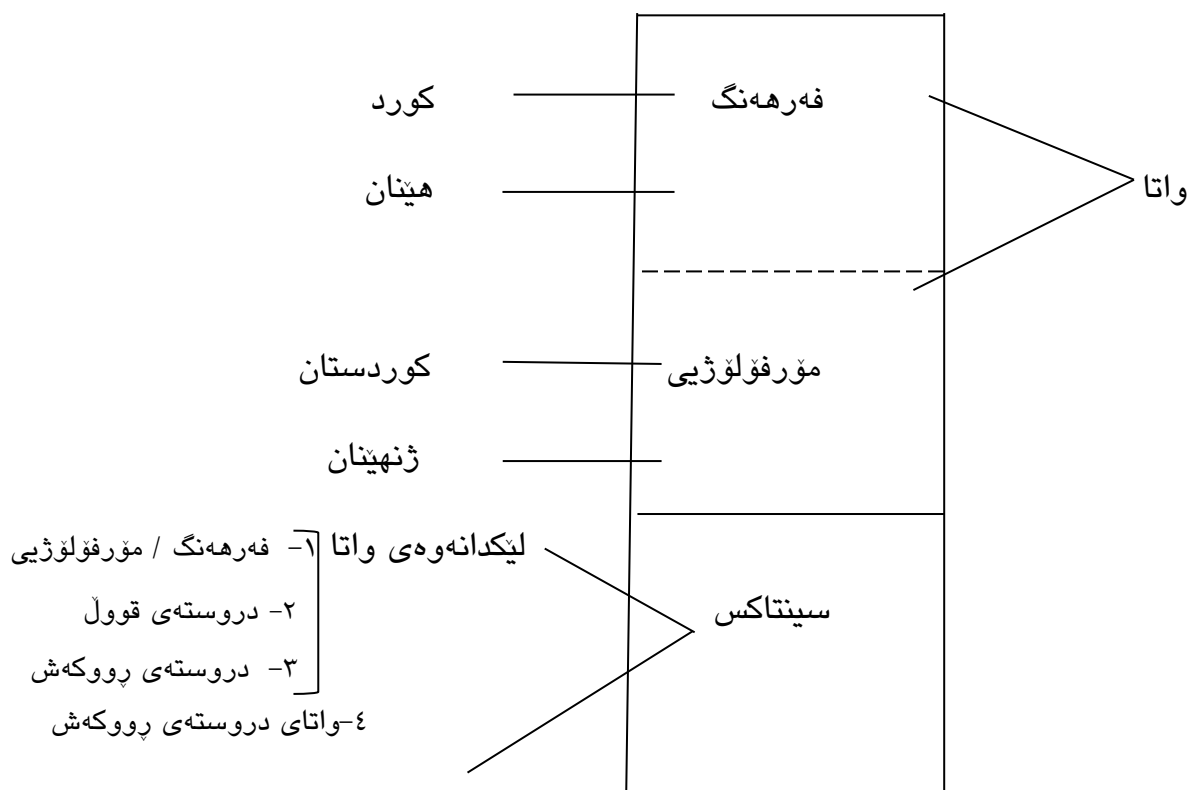 کورد فەرهەنگ
هێنان واتا
کوردستان مۆرفۆلۆژیی
ژنهێنان
لێکدانەوەی واتا ١- فەرهەنگ / مۆرفۆلۆژیی
سینتاکس
٢- دروستەی قووڵ
٣- دروستەی ڕووکەش
٤-واتای دروستەی ڕووکەش